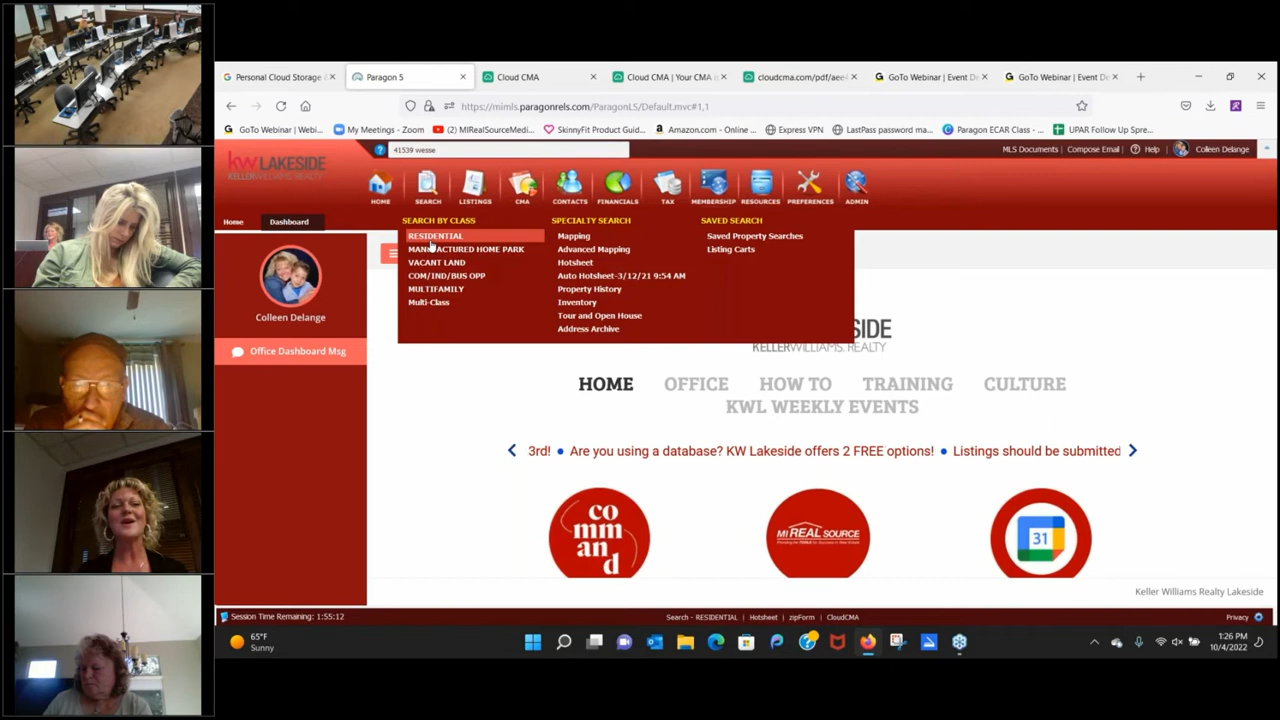 Personal Cloud Storage
Paragon 5
Cloud CMA
Cloud CMA | Your CMA is
cloudcma.com/pdf/aee4
GoTo Webinar | Event D
GoTo Webinar | Event D
https://mimls.paragonrels.com/ParagonLS/Default.mvc#1,1
GoTo Webinar | Webi...
My Meetings - Zoom
(2) MIRealSourceMedi...
SkinnyFit Product Guid...
Amazon.com - Online ...
Express VPN
LastPass password ma...
Paragon ECAR Class - ...
UPAR Follow Up Spre...
kw LAKESIDE
KELLERWILLIAMS. REALTY
41539 wesse
MLS Documents
Compose Email
Help
Colleen Delange
HOME
SEARCH
LISTINGS
CMA
CONTACTS
FINANCIALS
TAX
MEMBERSHIP
RESOURCES
PREFERENCES
ADMIN
Home
Dashboard
SEARCH BY CLASS
RESIDENTIAL
MANUFACTURED HOME PARK
VACANT LAND
COM/IND/BUS OPP
MULTIFAMILY
Multi-Class
SPECIALTY SEARCH
Mapping
Advanced Mapping
Hotsheet
Auto Hotsheet-3/12/21 9:54 AM
Property History
Inventory
Tour and Open House
Address Archive
SAVED SEARCH
Saved Property Searches
Listing Carts
Colleen Delange
Office Dashboard Msg
SIDE
KELLERWILLIAMS. REALTY
HOME
OFFICE
HOW TO
TRAINING
CULTURE
KWL WEEKLY EVENTS
3rd! • Are you using a database? KW Lakeside offers 2 FREE options! • Listings should be submitted
co
mm
and
MI REAL SOURCE
31
Keller Williams Realty Lakeside
Session Time Remaining: 1:55:12
Search - RESIDENTIAL | Hotsheet | zipForm | CloudCMA
Privacy
65°F
Sunny
1:26 PM
10/4/2022